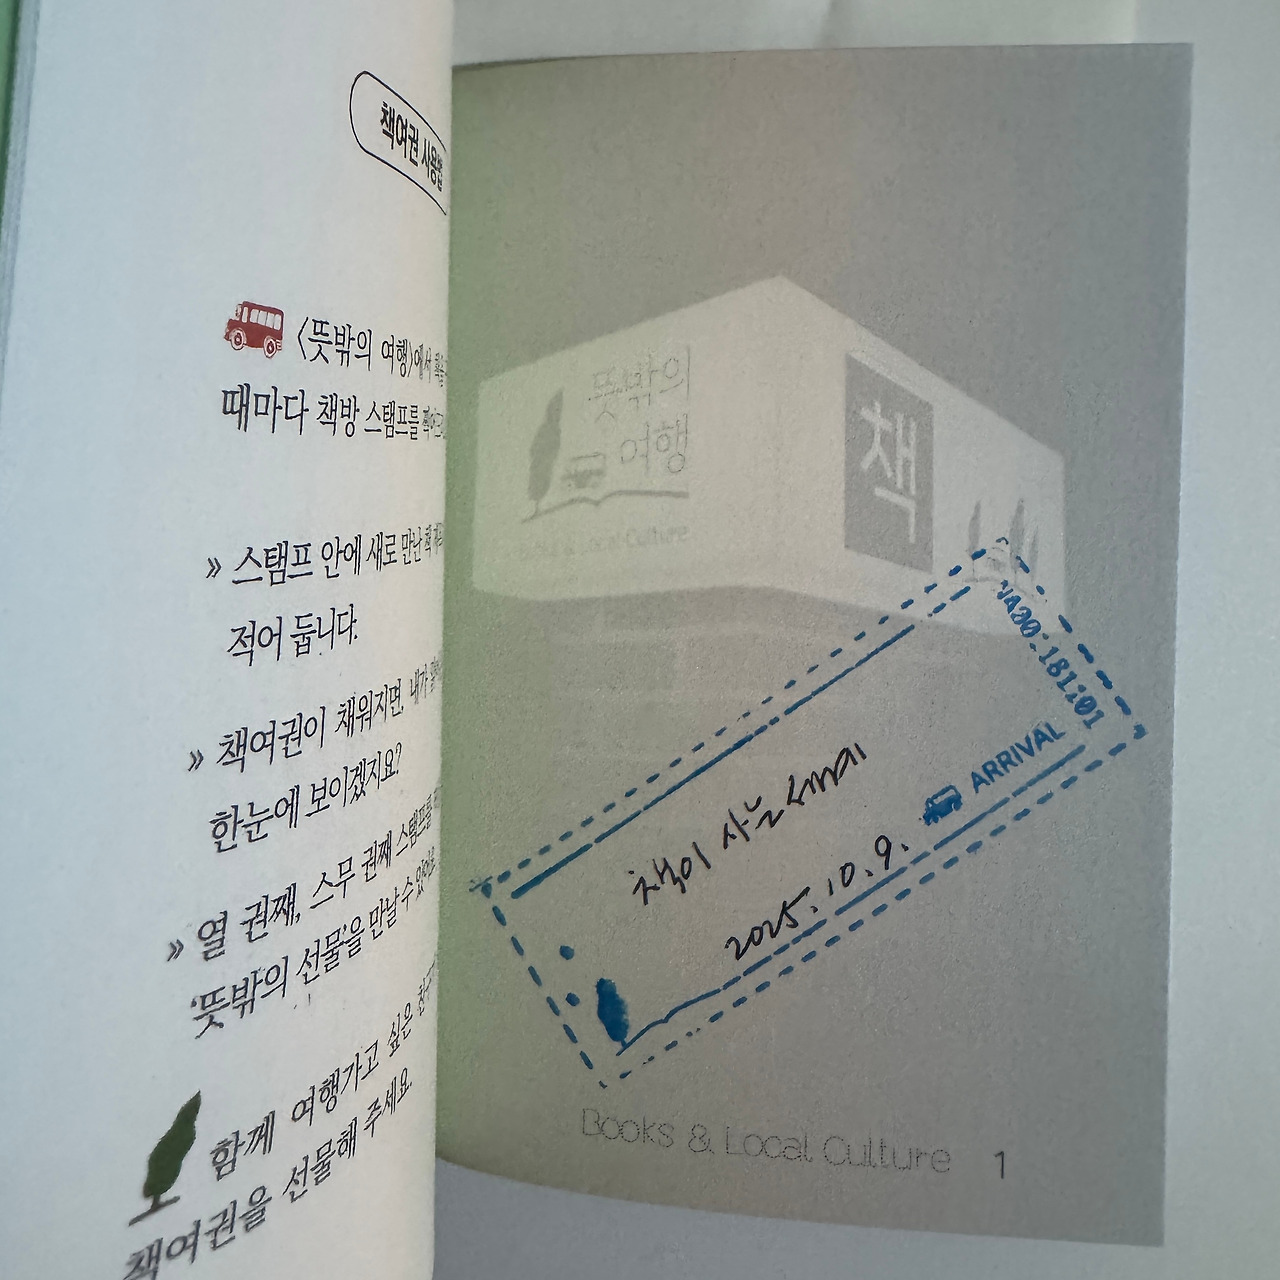 책여권 사용법
〈뜻밖의 여행〉에서
때마다 책방 스탬프를
» 스탬프 안에 새로 만난 책
적어 둡니다.
» 책여권이 채워지면, 내가
한눈에 보이겠지요?
» 열 권째, 스무 권째 스탬프를
'뜻밖의 선물'을 만날 수 있어요
함께 여행가고 싶은
책여권을 선물해 주세요.
뜻밖의
여행
Books & Local Culture
책
ARRIVAL
책이 사는
2025. 10. 9.
Books & Local Culture
1